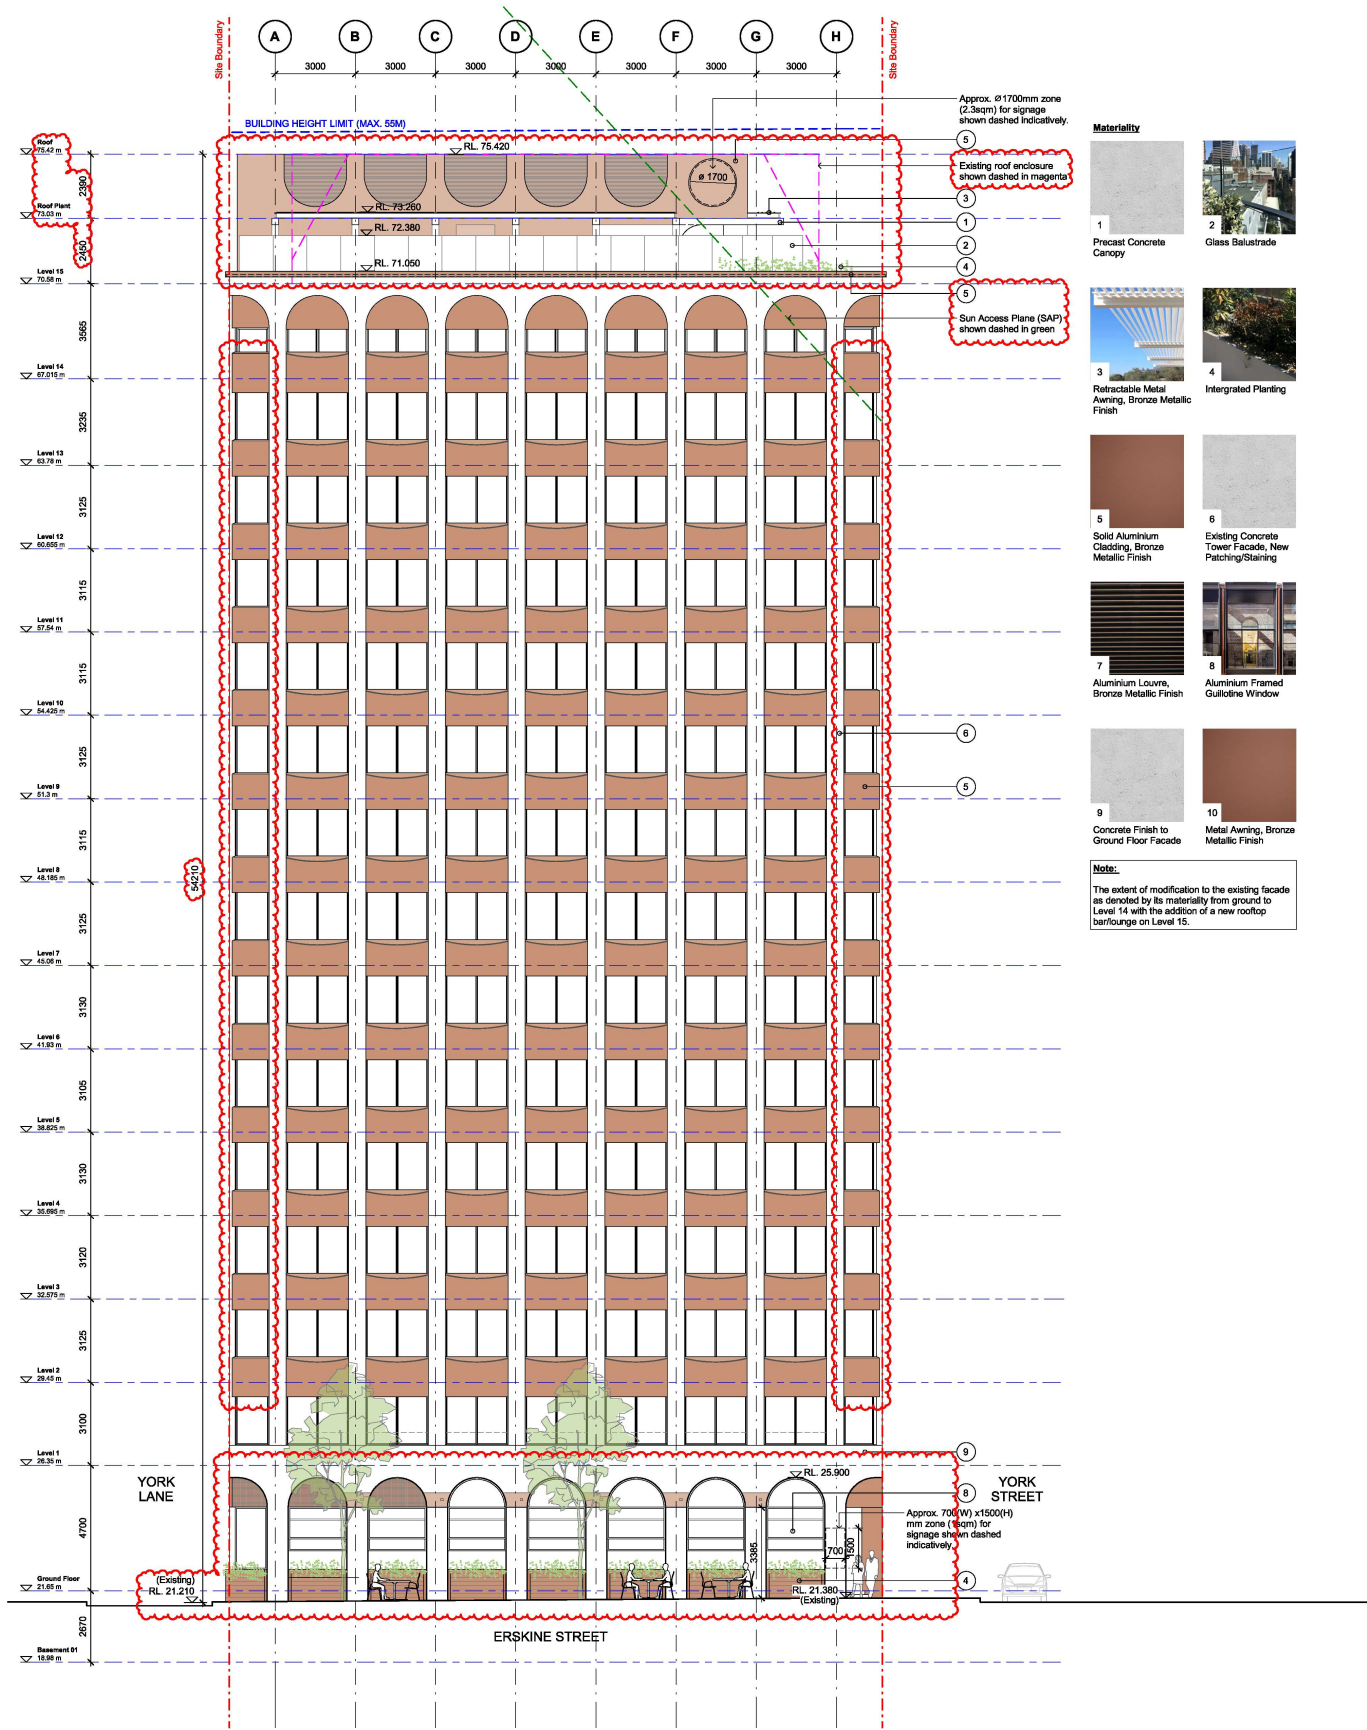 Site Boundary
A
B
C
D
E
F
G
H
Site Boundary
3000
3000
3000
3000
3000
3000
3000
BUILDING HEIGHT LIMIT (MAX. 55M)
Approx. Ø1700mm zone
(2.3sqm) for signage
shown dashed indicatively.
5
Existing roof enclosure
shown dashed in magenta
3
1
2
4
5
Sun Access Plane (SAP)
shown dashed in green
RL. 75.420
Ø 1700
RL. 73.260
RL. 72.380
RL. 71.050
Roof
75.42 m
2390
Roof Plant
73.03 m
2450
Level 15
70.58 m
3565
Level 14
67.015 m
3235
Level 13
63.78 m
3125
Level 12
60.655 m
3115
Level 11
57.54 m
3115
Level 10
54.425 m
3125
Level 9
51.3 m
3115
Level 8
48.185 m
3125
Level 7
45.06 m
3130
Level 6
41.93 m
3105
Level 5
38.825 m
3130
Level 4
35.695 m
3120
Level 3
32.575 m
3125
Level 2
29.45 m
3100
Level 1
26.35 m
4700
Ground Floor
21.65 m
2670
Basement 01
18.98 m
54210
6
5
9
8
4
YORK
LANE
YORK
STREET
RL. 25.900
Approx. 700(W) x1500(H)
mm zone (1sqm) for
signage shown dashed
indicatively
3385
700
1500
(Existing)
RL. 21.210
RL. 21.380
(Existing)
ERSKINE STREET
Materiality
1
Precast Concrete
Canopy
2
Glass Balustrade
3
Retractable Metal
Awning, Bronze Metallic
Finish
4
Intergrated Planting
5
Solid Aluminium
Cladding, Bronze
Metallic Finish
6
Existing Concrete
Tower Facade, New
Patching/Staining
7
Aluminium Louvre,
Bronze Metallic Finish
8
Aluminium Framed
Guillotine Window
9
Concrete Finish to
Ground Floor Facade
10
Metal Awning, Bronze
Metallic Finish
Note:
The extent of modification to the existing facade
as denoted by its materiality from ground to
Level 14 with the addition of a new rooftop
bar/lounge on Level 15.